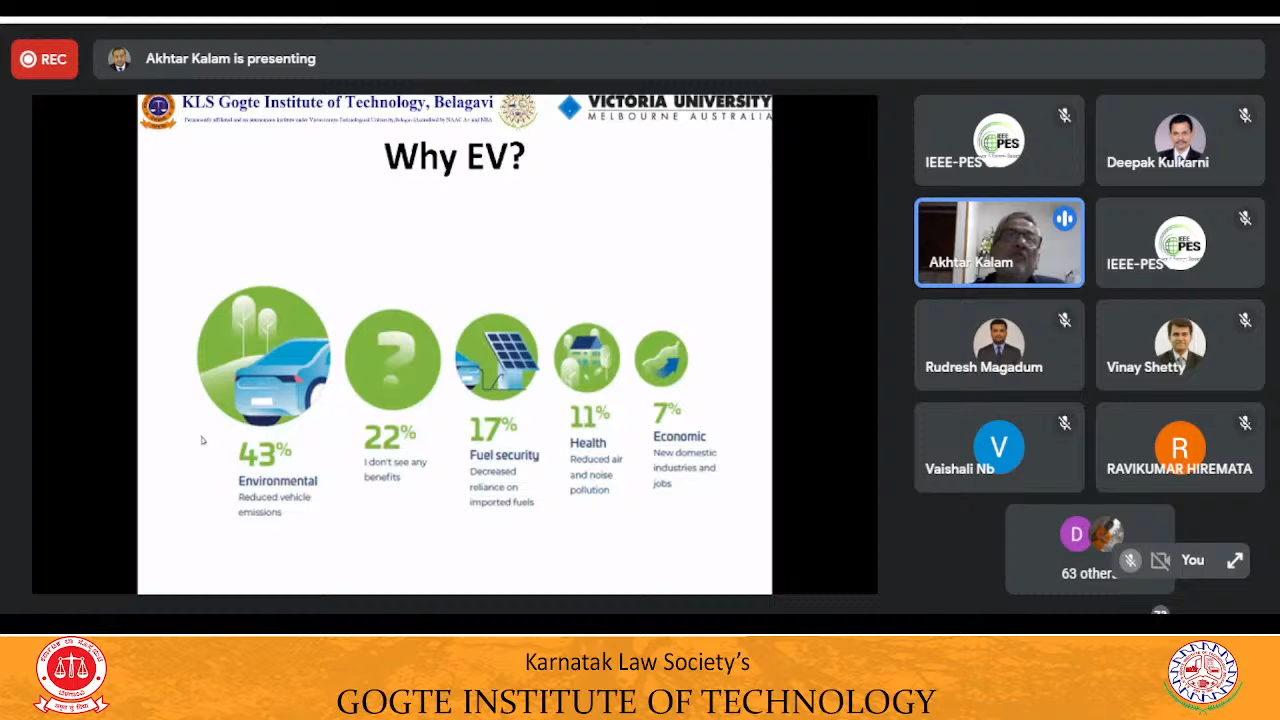 REC
Akhtar Kalam is presenting
KLS Gogte Institute of Technology, Belagavi
VICTORIA UNIVERSITY
MELBOURNE AUSTRALIA
Why EV?
43%
Environmental
Reduced vehicle
emissions
22%
I don't see any
benefits
17%
Fuel security
Decreased
reliance on
imported fuels
11%
Health
Reduced air
and noise
pollution
7%
Economic
New domestic
industries and
jobs
IEEE-PES
Deepak Kulkarni
Akhtar Kalam
IEEE-PES
Rudresh Magadum
Vinay Shetty
V
Vaishali Nb
R
RAVIKUMAR HIREMATA
D
63 others
You
Karnatak Law Society's
GOGTE INSTITUTE OF TECHNOLOGY